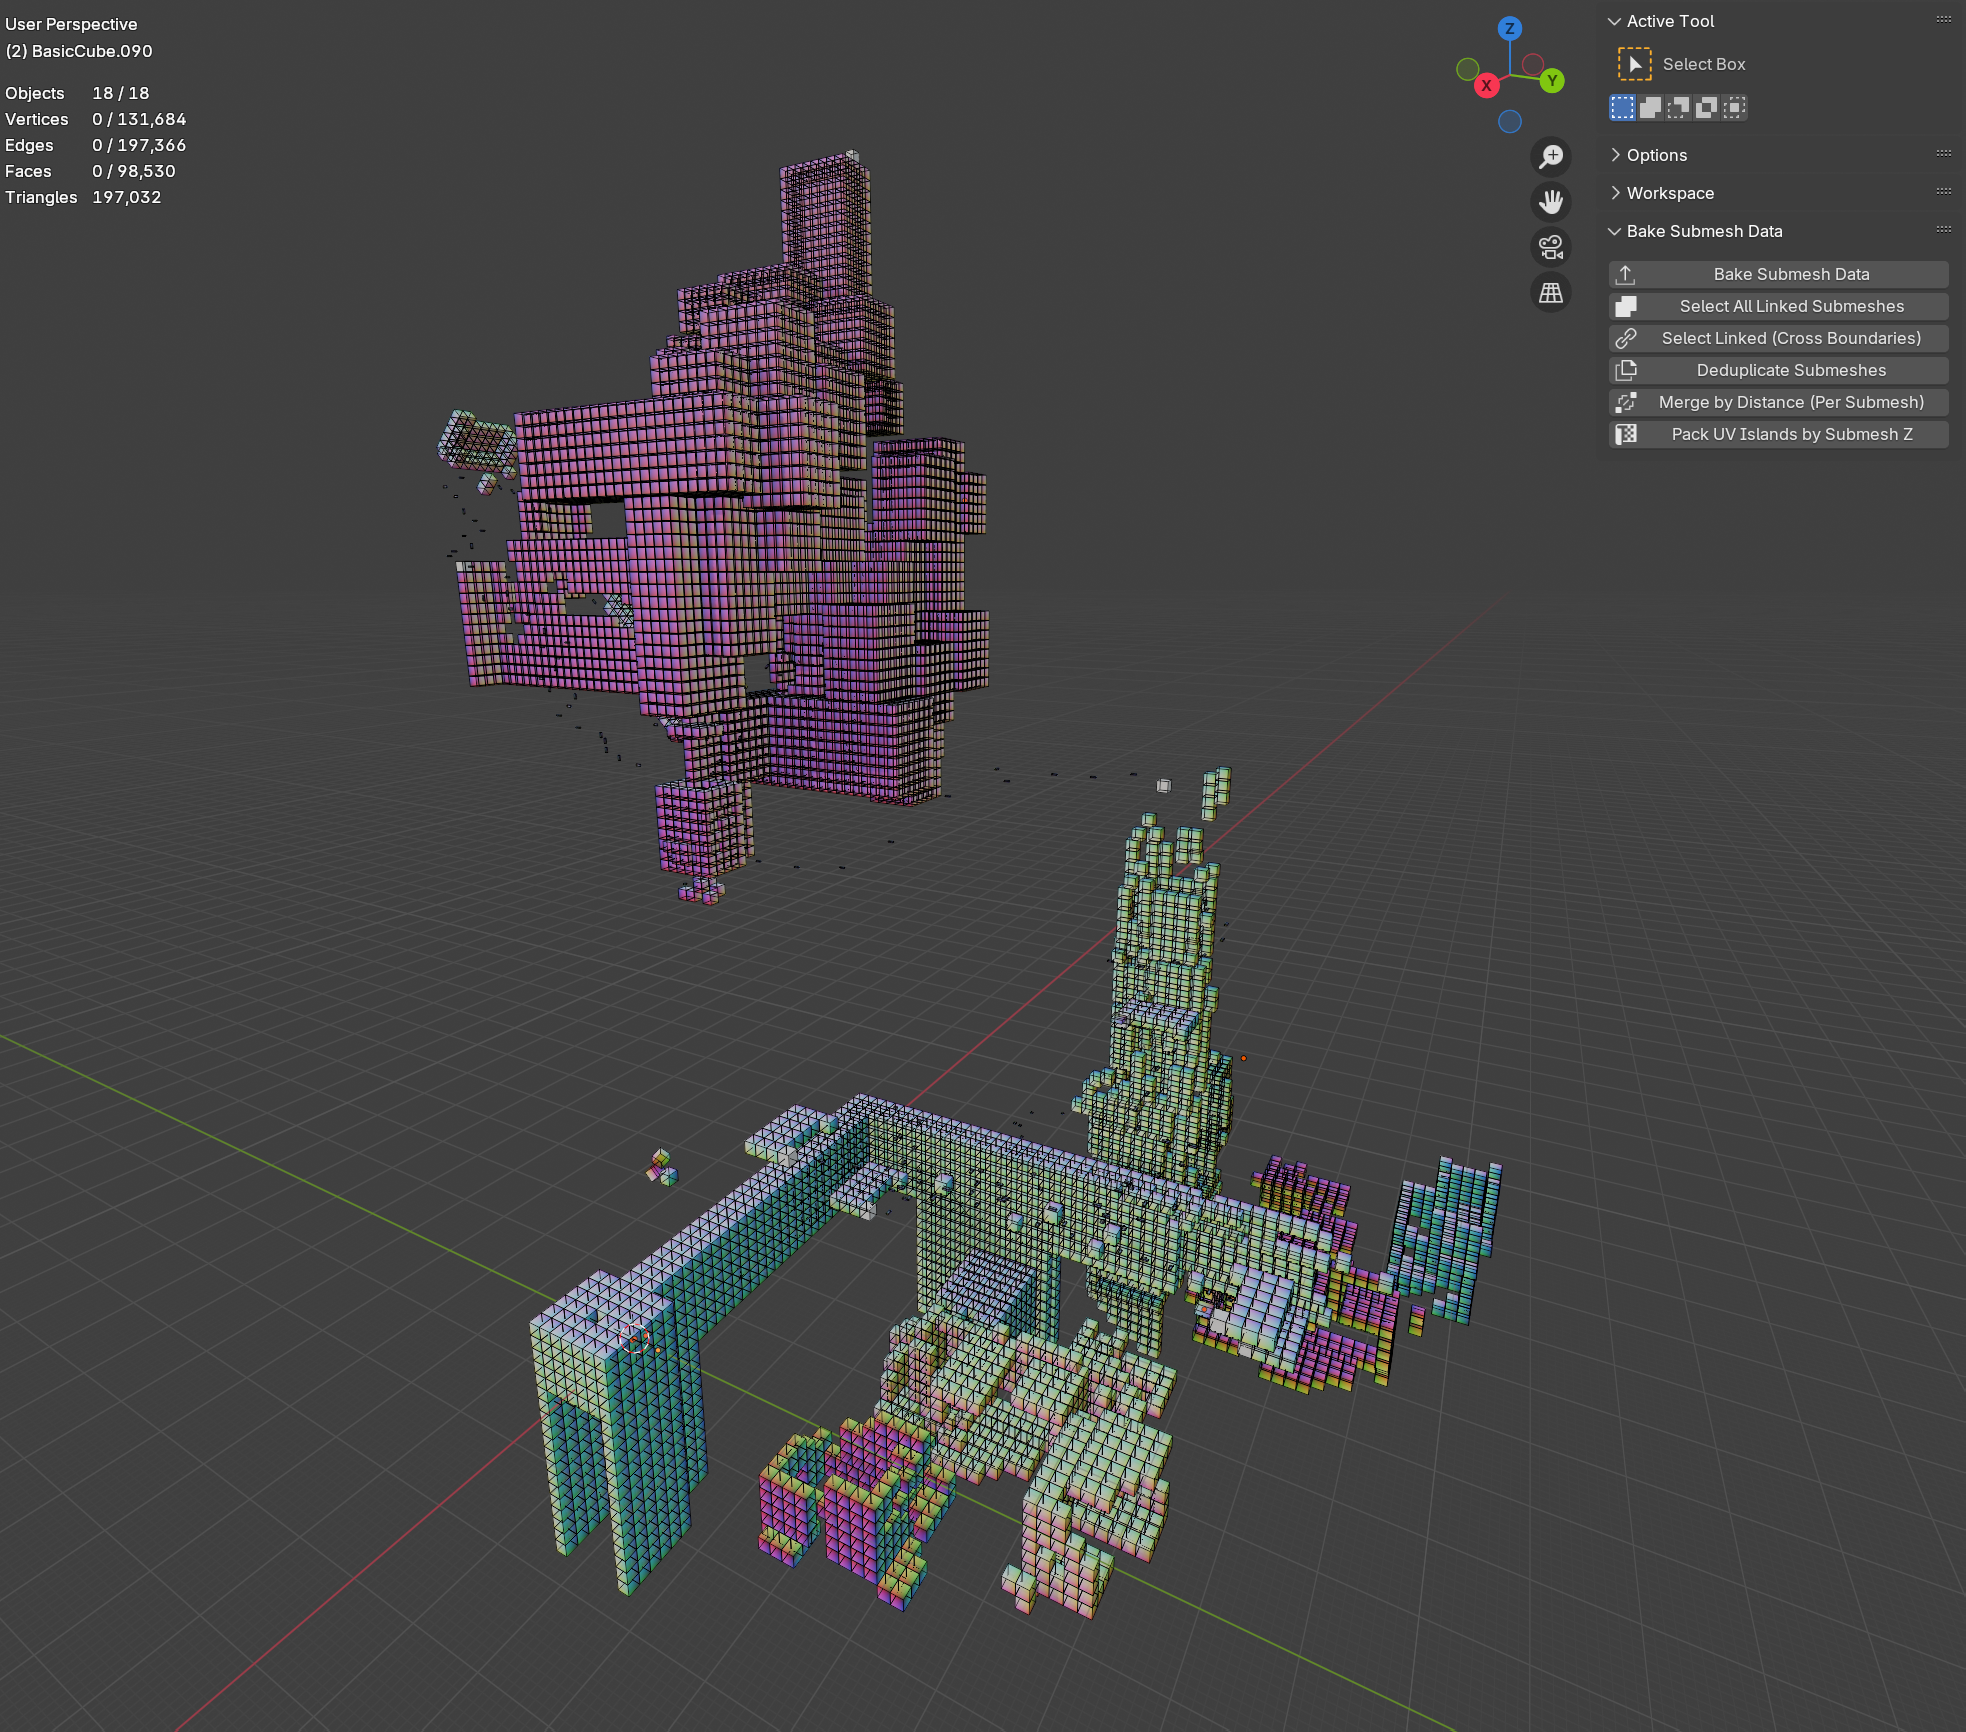 User Perspective
(2) BasicCube.090
Objects 18 / 18
Vertices 0 / 131,684
Edges 0 / 197,366
Faces 0 / 98,530
Triangles 197,032
Z
X
Y
Active Tool
Select Box
Options
Workspace
Bake Submesh Data
Bake Submesh Data
Select All Linked Submeshes
Select Linked (Cross Boundaries)
Deduplicate Submeshes
Merge by Distance (Per Submesh)
Pack UV Islands by Submesh Z